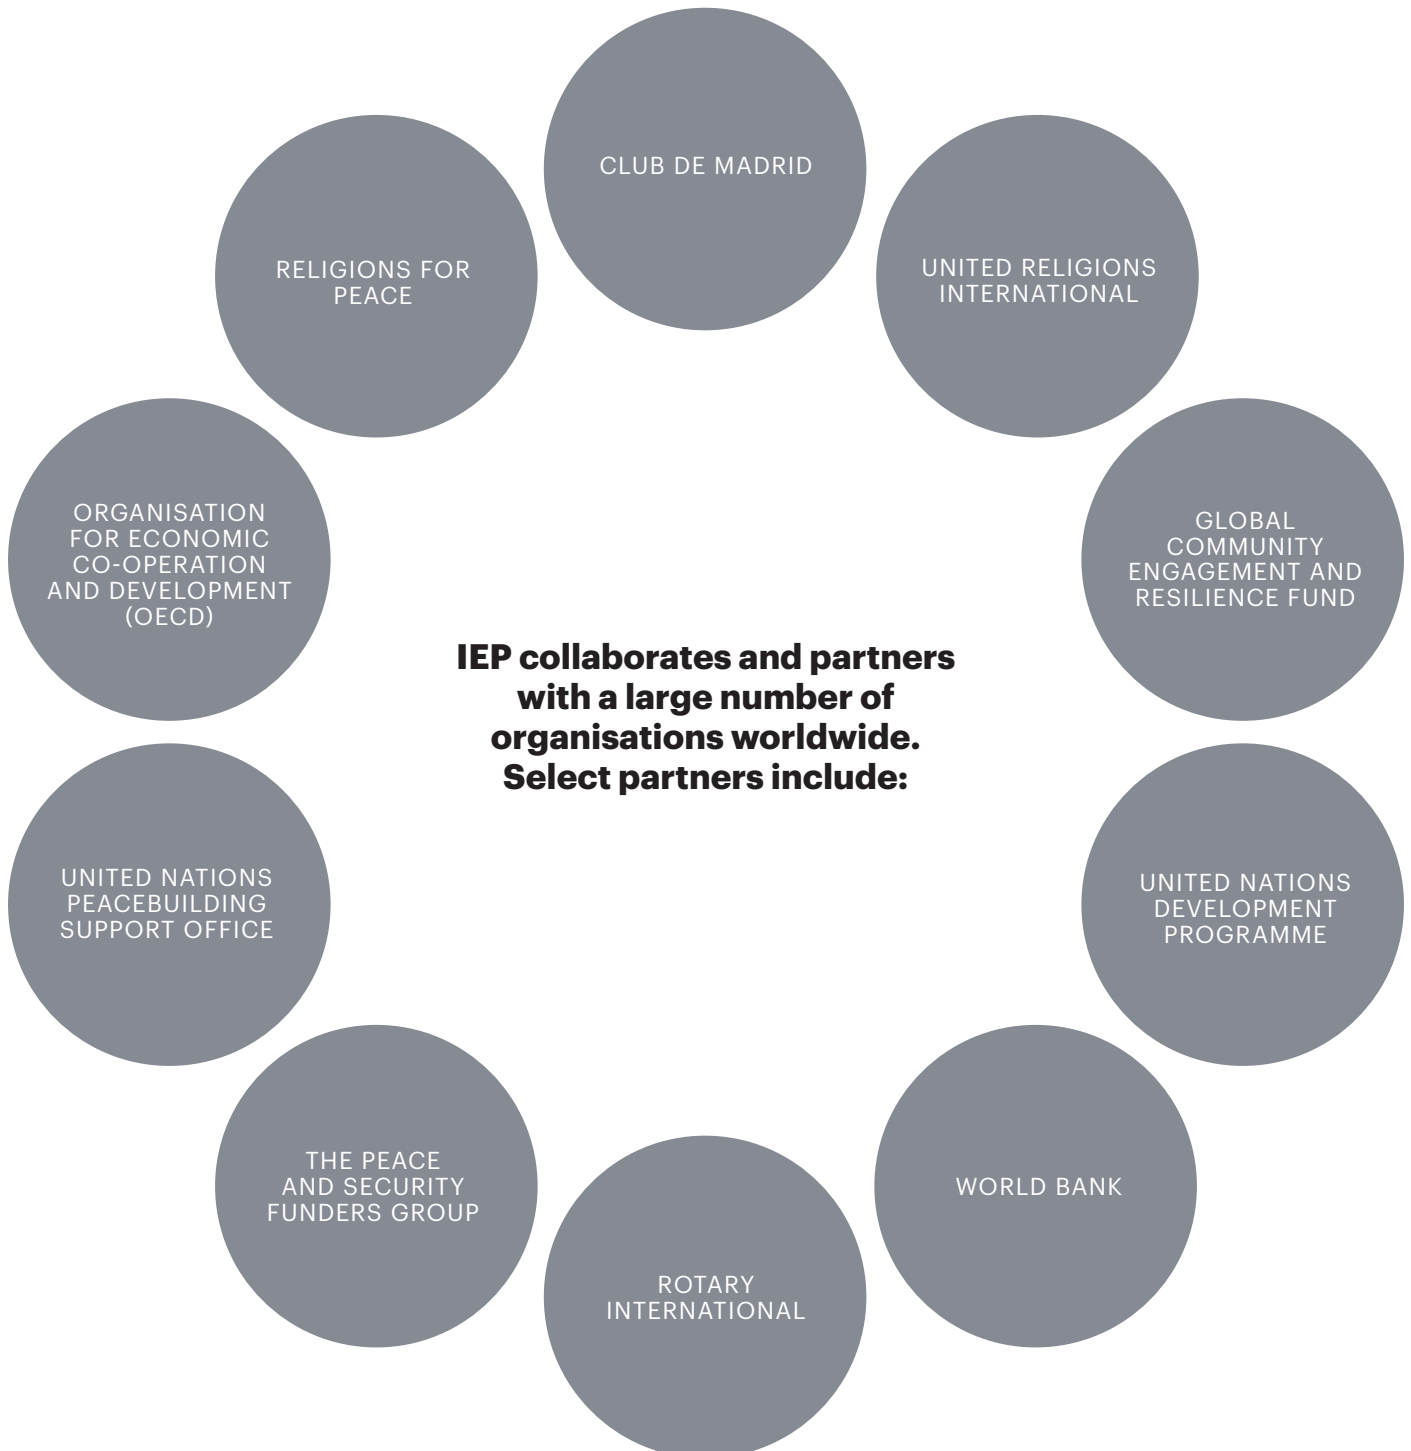 CLUB DE MADRID
UNITED RELIGIONS
INTERNATIONAL
GLOBAL
COMMUNITY
ENGAGEMENT AND
RESILIENCE FUND
UNITED NATIONS
DEVELOPMENT
PROGRAMME
WORLD BANK
ROTARY
INTERNATIONAL
THE PEACE
AND SECURITY
FUNDERS GROUP
UNITED NATIONS
PEACEBUILDING
SUPPORT OFFICE
ORGANISATION
FOR ECONOMIC
CO-OPERATION
AND DEVELOPMENT
(OECD)
RELIGIONS FOR
PEACE
IEP collaborates and partners
with a large number of
organisations worldwide.
Select partners include: